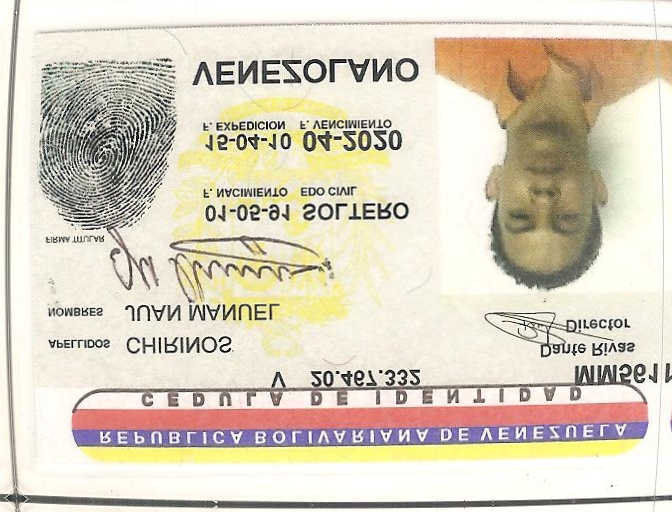 REPUBLICA BOLIVARIANA DE VENEZUELA
CEDULA DE IDENTIDAD
V 20.467.332
MM561
APELLIDOS CHIRINOS
Dante Rivas
Director
NOMBRES JUAN MANUEL
FIRMA TITULAR
01-05-91 SOLTERO
F. NACIMIENTO EDO CIVIL
15-04-10 04-2020
F. EXPEDICION F. VENCIMIENTO
VENEZOLANO